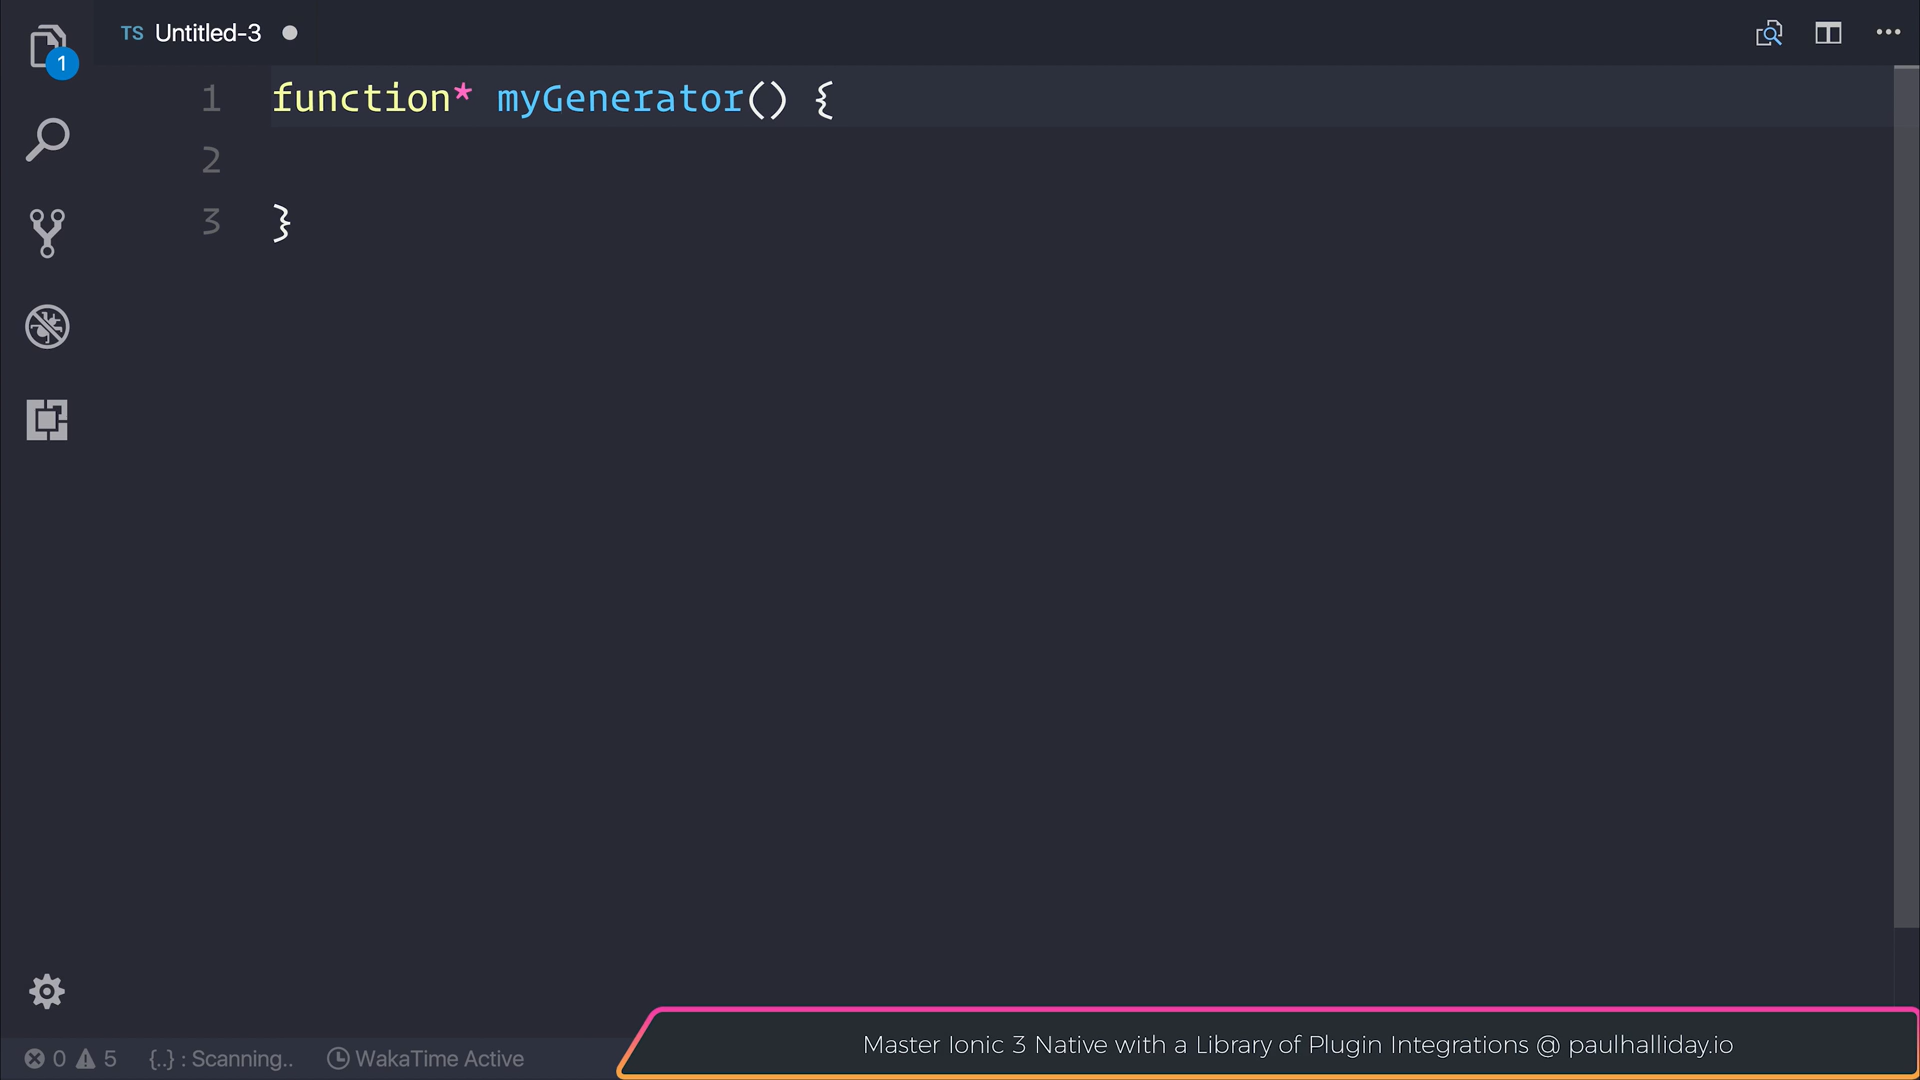 TS Untitled-3
1
1 function* myGenerator() {
2
3 }
0 5 {..} : Scanning.. WakaTime Active
Master Ionic 3 Native with a Library of Plugin Integrations @ paulhalliday.io